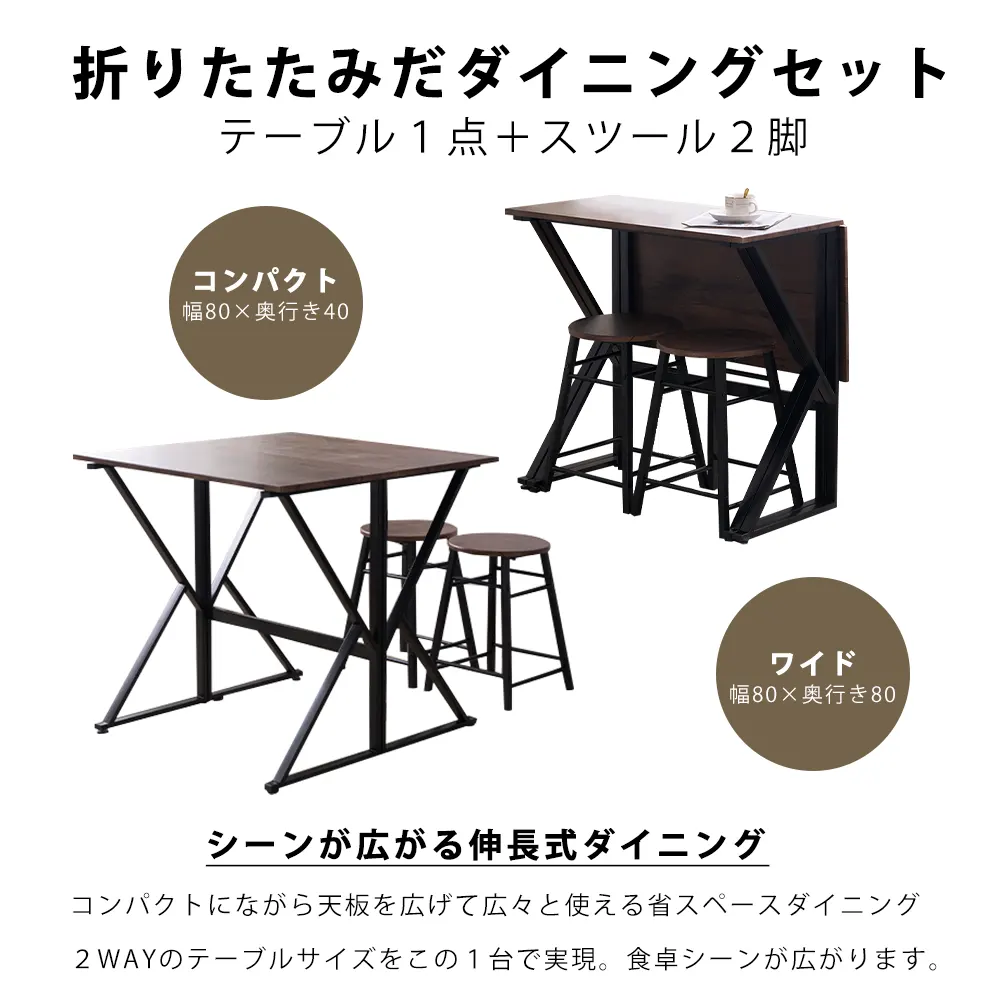 折りたたみだダイニングセット
テーブル１点＋スツール２脚
コンパクト
幅80×奥行き40
ワイド
幅80×奥行き80
シーンが広がる伸長式ダイニング
コンパクトにながら天板を広げて広々と使える省スペースダイニング
２WAYのテーブルサイズをこの１台で実現。食卓シーンが広がります。